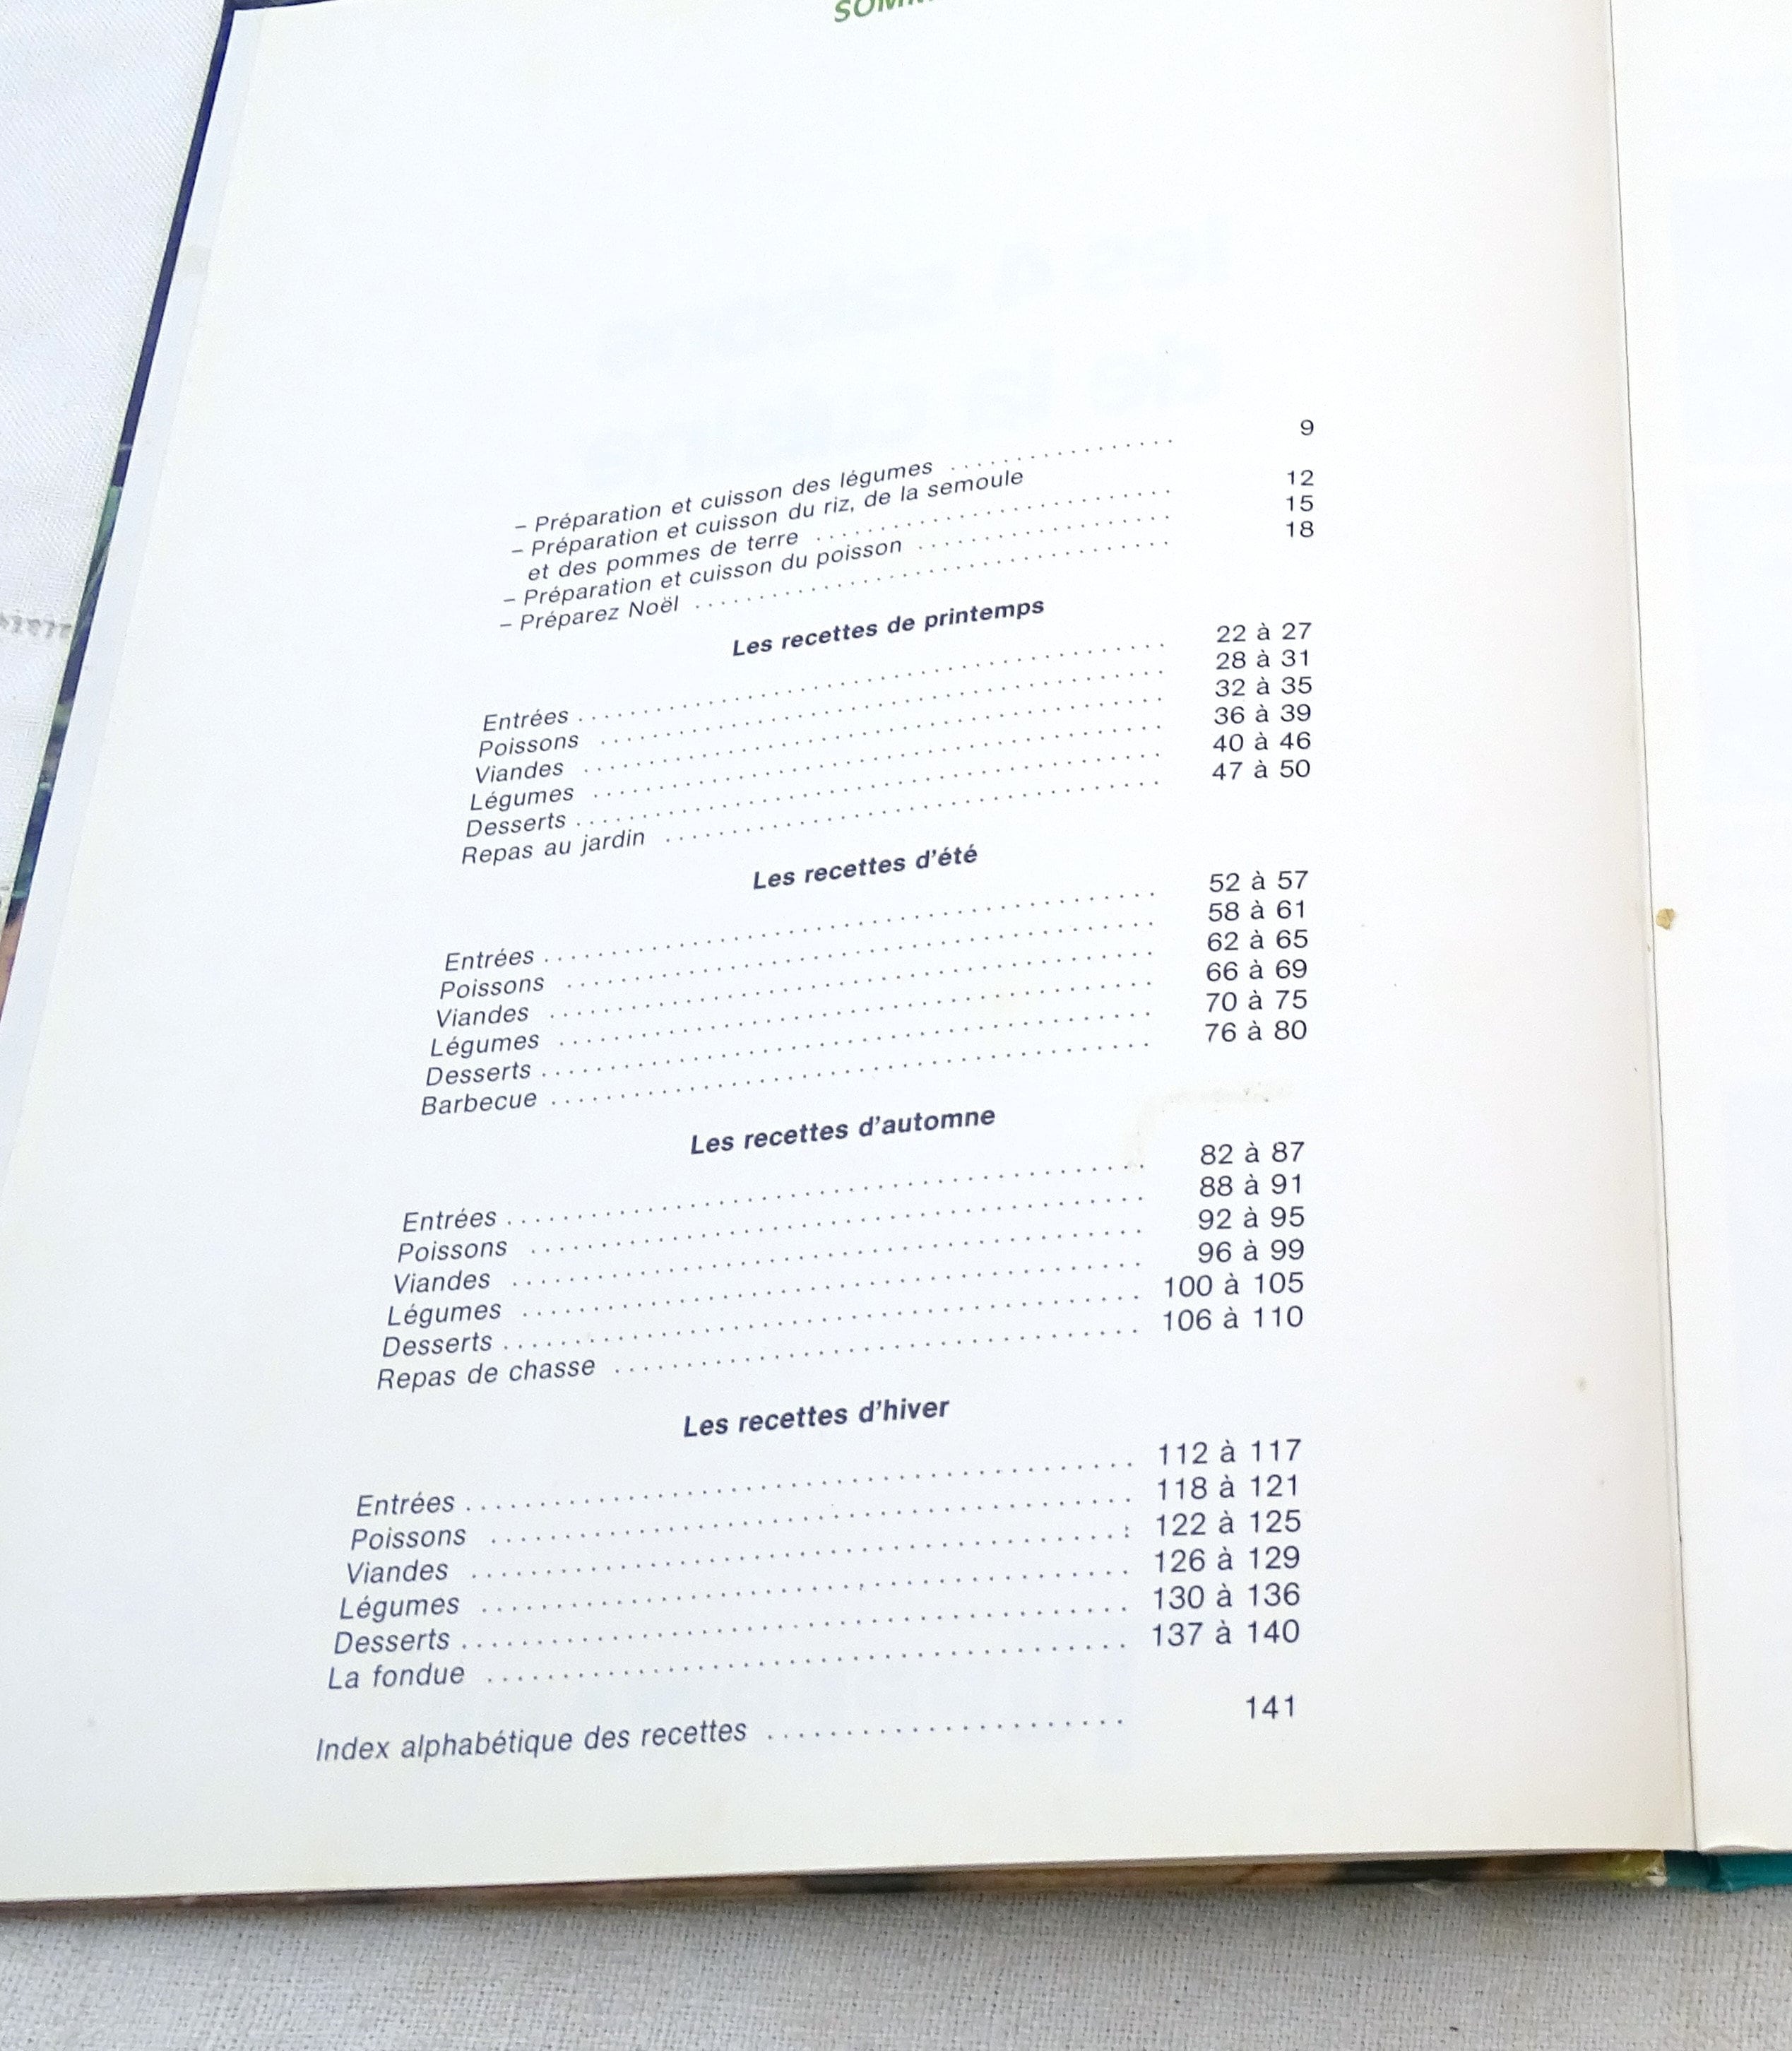 – Préparation et cuisson des légumes . . . . . . . . . . . . . . . . . 9
– Préparation et cuisson du riz, de la semoule
et des pommes de terre . . . . . . . . . . . . . . . . . . . . . . . . . . 12
– Préparation et cuisson du poisson . . . . . . . . . . . . . . . . . . . 15
– Préparez Noël . . . . . . . . . . . . . . . . . . . . . . . . . . . . . . . . . . . . 18
Les recettes de printemps
Entrées . . . . . . . . . . . . . . . . . . . . . . . . . . . . . . 22 à 27
Poissons . . . . . . . . . . . . . . . . . . . . . . . . . . . . . . 28 à 31
Viandes . . . . . . . . . . . . . . . . . . . . . . . . . . . . . . 32 à 35
Légumes . . . . . . . . . . . . . . . . . . . . . . . . . . . . . . 36 à 39
Desserts . . . . . . . . . . . . . . . . . . . . . . . . . . . . . . 40 à 46
Repas au jardin . . . . . . . . . . . . . . . . . . . . . . . . . . . . . . 47 à 50
Les recettes d'été
Entrées . . . . . . . . . . . . . . . . . . . . . . . . . . . . . . 52 à 57
Poissons . . . . . . . . . . . . . . . . . . . . . . . . . . . . . . 58 à 61
Viandes . . . . . . . . . . . . . . . . . . . . . . . . . . . . . . 62 à 65
Légumes . . . . . . . . . . . . . . . . . . . . . . . . . . . . . . 66 à 69
Desserts . . . . . . . . . . . . . . . . . . . . . . . . . . . . . . 70 à 75
Barbecue . . . . . . . . . . . . . . . . . . . . . . . . . . . . . . 76 à 80
Les recettes d'automne
Entrées . . . . . . . . . . . . . . . . . . . . . . . . . . . . . . 82 à 87
Poissons . . . . . . . . . . . . . . . . . . . . . . . . . . . . . . 88 à 91
Viandes . . . . . . . . . . . . . . . . . . . . . . . . . . . . . . 92 à 95
Légumes . . . . . . . . . . . . . . . . . . . . . . . . . . . . . . 96 à 99
Desserts . . . . . . . . . . . . . . . . . . . . . . . . . . . . . . 100 à 105
Repas de chasse . . . . . . . . . . . . . . . . . . . . . . . . . . . . . . 106 à 110
Les recettes d'hiver
Entrées . . . . . . . . . . . . . . . . . . . . . . . . . . . . . . 112 à 117
Poissons . . . . . . . . . . . . . . . . . . . . . . . . . . . . . . 118 à 121
Viandes . . . . . . . . . . . . . . . . . . . . . . . . . . . . . . 122 à 125
Légumes . . . . . . . . . . . . . . . . . . . . . . . . . . . . . . 126 à 129
Desserts . . . . . . . . . . . . . . . . . . . . . . . . . . . . . . 130 à 136
La fondue . . . . . . . . . . . . . . . . . . . . . . . . . . . . . . 137 à 140
Index alphabétique des recettes . . . . . . . . . . . . . . . . . . . . . . 141